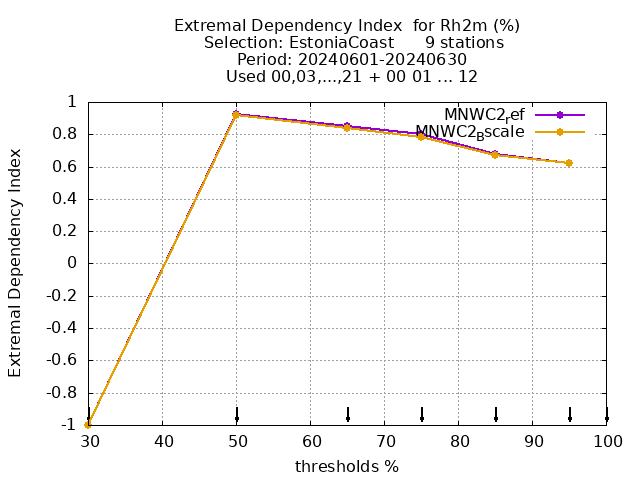 Extremal Dependency Index  for Rh2m (%)
Selection: EstoniaCoast      9 stations
Period: 20240601-20240630
Used 00,03,...,21 + 00 01 ... 12
MNWC2ref
MNWC2Bscale
Extremal Dependency Index
1
0.8
0.6
0.4
0.2
0
-0.2
-0.4
-0.6
-0.8
-1
30 40 50 60 70 80 90 100
thresholds %